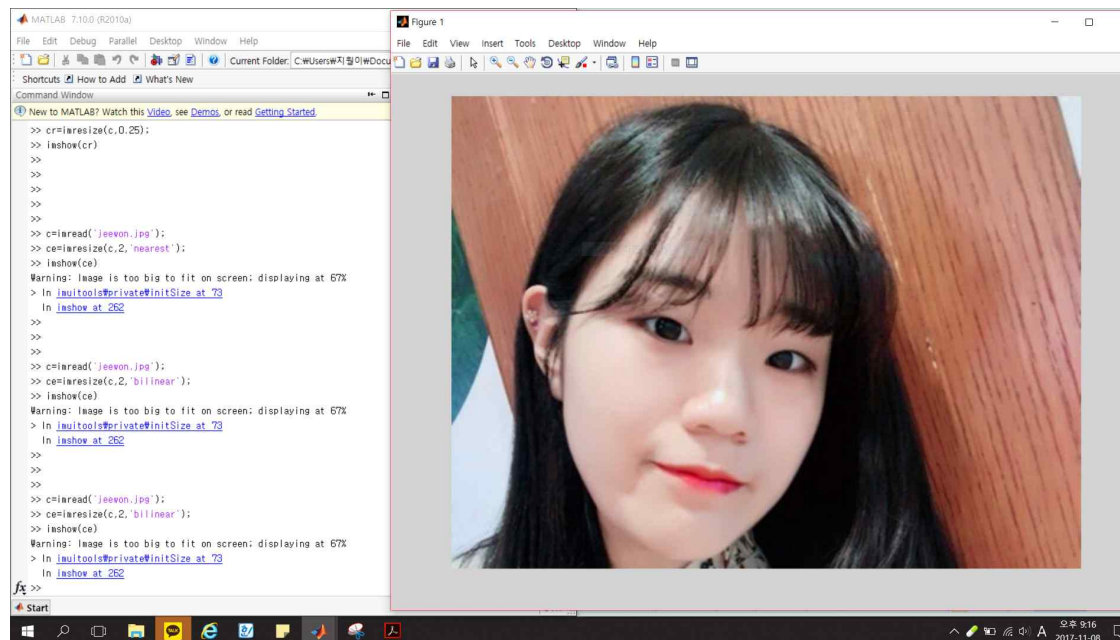 MATLAB 7.10.0 (R2010a)
File Edit Debug Parallel Desktop Window Help
Current Folder: C:₩Users₩지원이₩Docu
Shortcuts How to Add What's New
Command Window
New to MATLAB? Watch this Video, see Demos, or read Getting Started.
>> cr=imresize(c,0.25);
>> imshow(cr)
>>
>>
>>
>>
>>
>> c=imread('jeewon.jpg');
>> ce=imresize(c,2,'nearest');
>> imshow(ce)
Warning: Image is too big to fit on screen; displaying at 67%
> In imuitools₩private₩initSize at 73
In imshow at 262
>>
>>
>>
>> c=imread('jeewon.jpg');
>> ce=imresize(c,2,'bilinear');
>> imshow(ce)
Warning: Image is too big to fit on screen; displaying at 67%
> In imuitools₩private₩initSize at 73
In imshow at 262
>>
>>
>>
>> c=imread('jeewon.jpg');
>> ce=imresize(c,2,'bilinear');
>> imshow(ce)
Warning: Image is too big to fit on screen; displaying at 67%
> In imuitools₩private₩initSize at 73
In imshow at 262
fx >>
Start
Figure 1
File Edit View Insert Tools Desktop Window Help
TALK
A
오후 9:16
2017-11-08